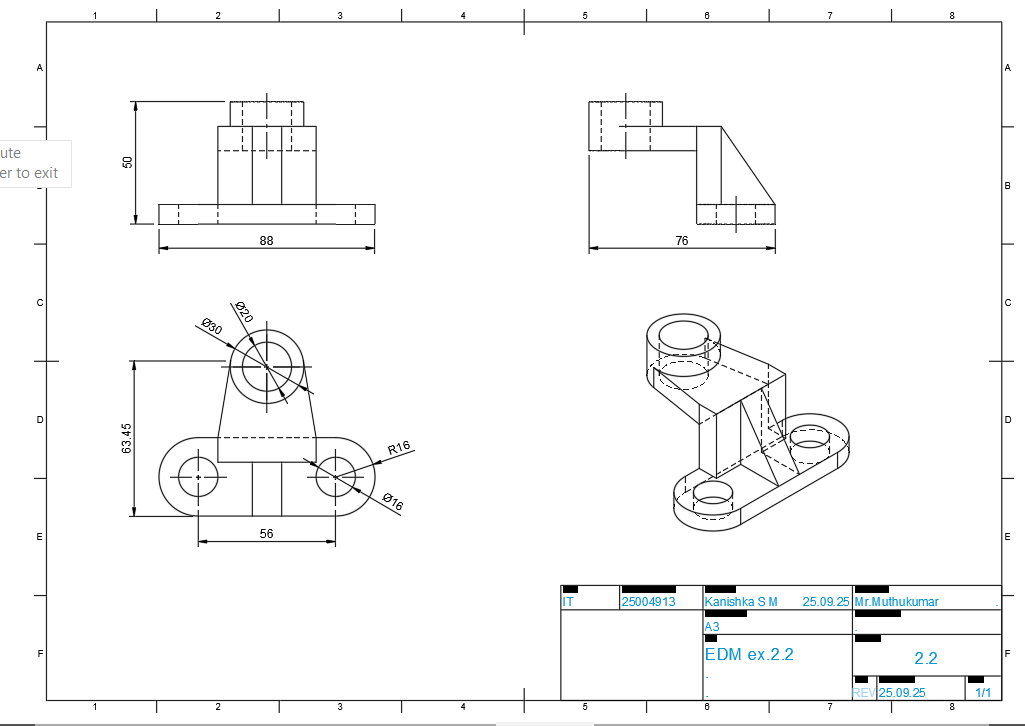 1 2 3 4 5 6 7 8
A A
ute
er to exit
B
50
88
76
C C
Ø20
Ø30
D D
63.45
R16
Ø16
56
E E
IT 25004913 Kanishka S M 25.09.25 Mr.Muthukumar .
A3 .
F F
EDM ex.2.2 2.2
.
. REV 25.09.25 1/1
1 2 3 4 5 6 7 8